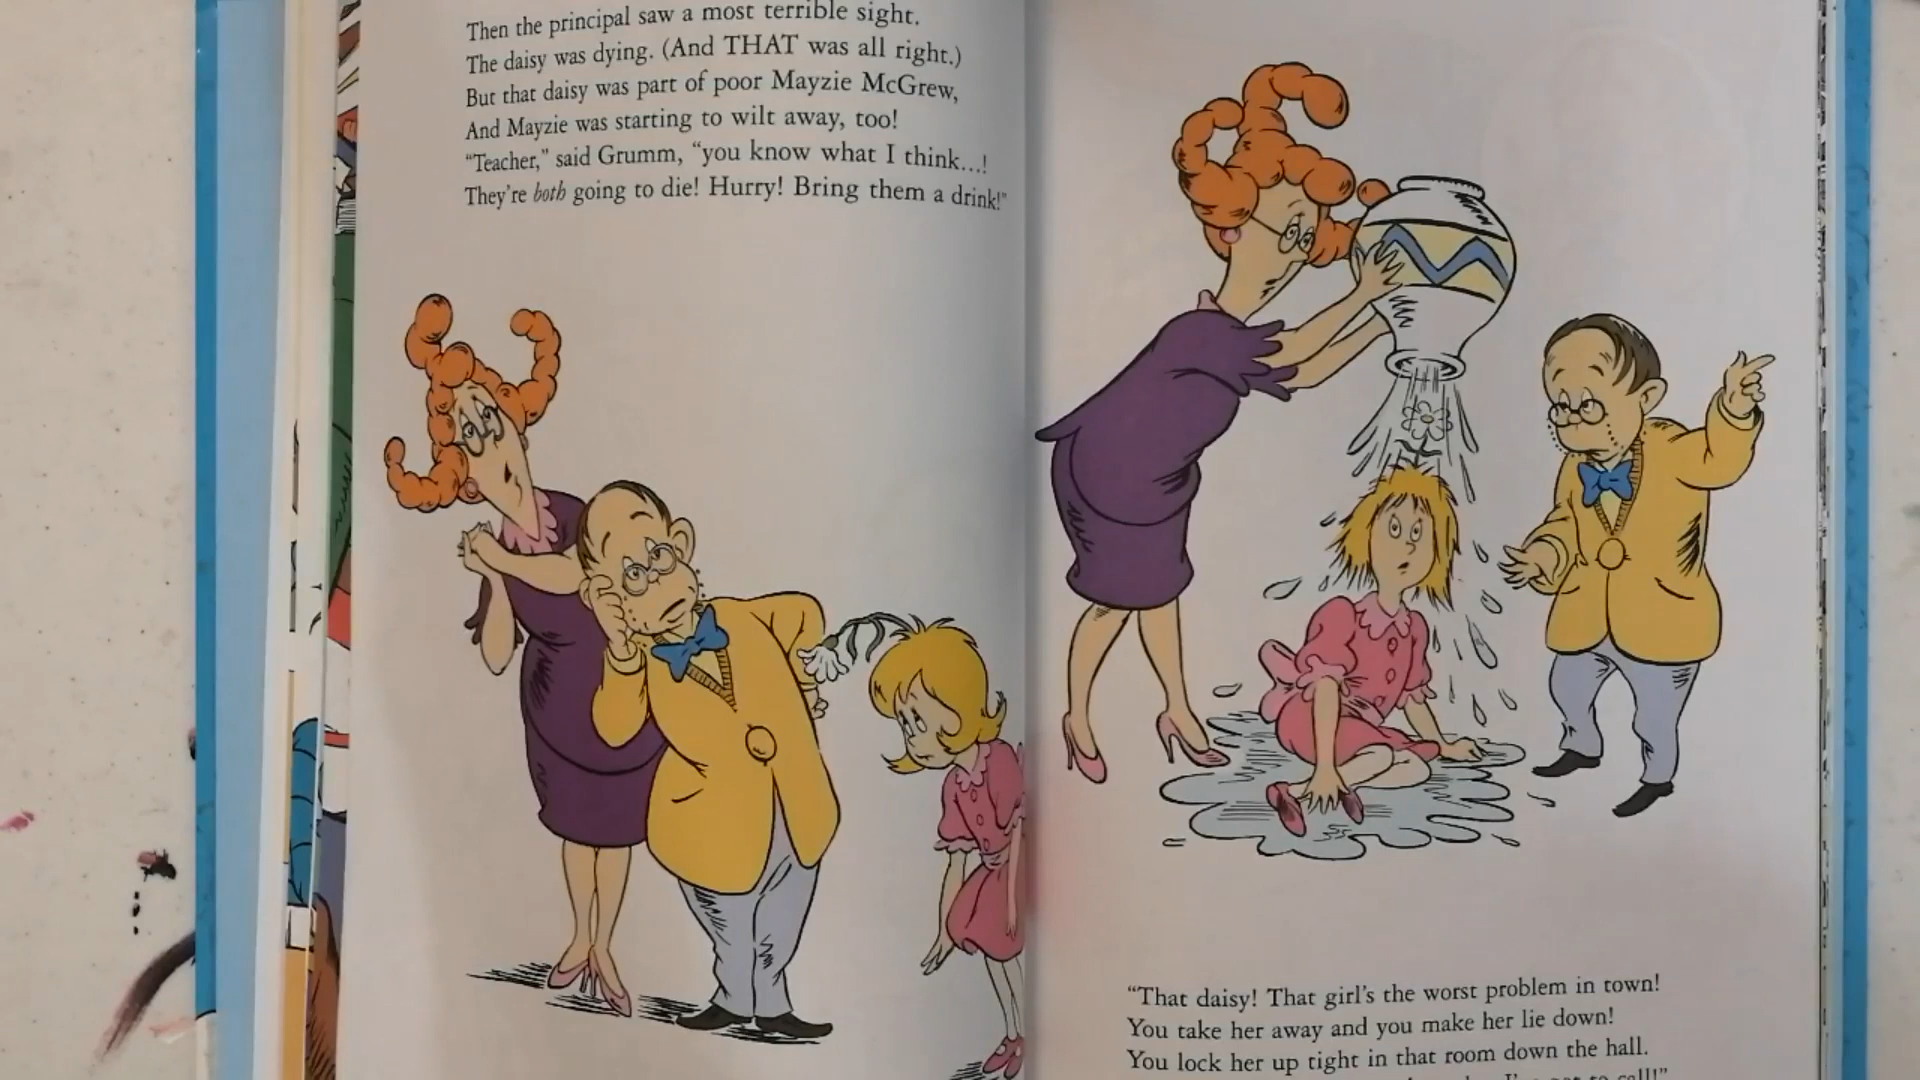 Then the principal saw a most terrible sight.
The daisy was dying. (And THAT was all right.)
But that daisy was part of poor Mayzie McGrew,
And Mayzie was starting to wilt away, too!
“Teacher,” said Grumm, “you know what I think...!
They’re both going to die! Hurry! Bring them a drink!”
“That daisy! That girl’s the worst problem in town!
You take her away and you make her lie down!
You lock her up tight in that room down the hall.
to call!”